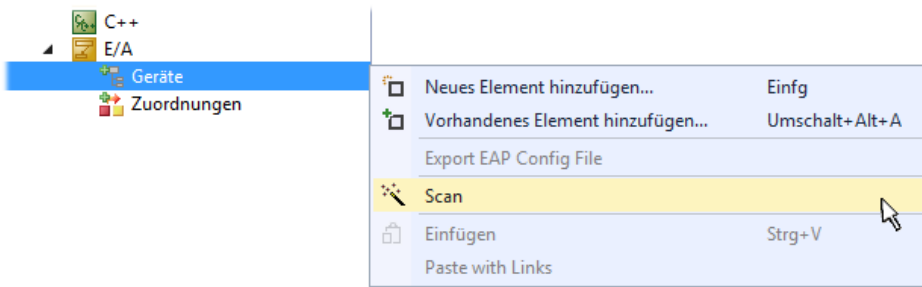 C++
E/A
Geräte
Zuordnungen
Neues Element hinzufügen... Einfg
Vorhandenes Element hinzufügen... Umschalt+Alt+A
Export EAP Config File
Scan
Einfügen Strg+V
Paste with Links